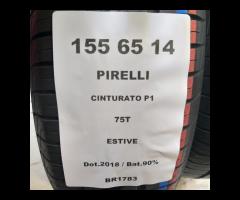 155 65 14
PIRELLI
CINTURATO P1
75T
ESTIVE
Dot.2018 / Bat.90%
BR1783